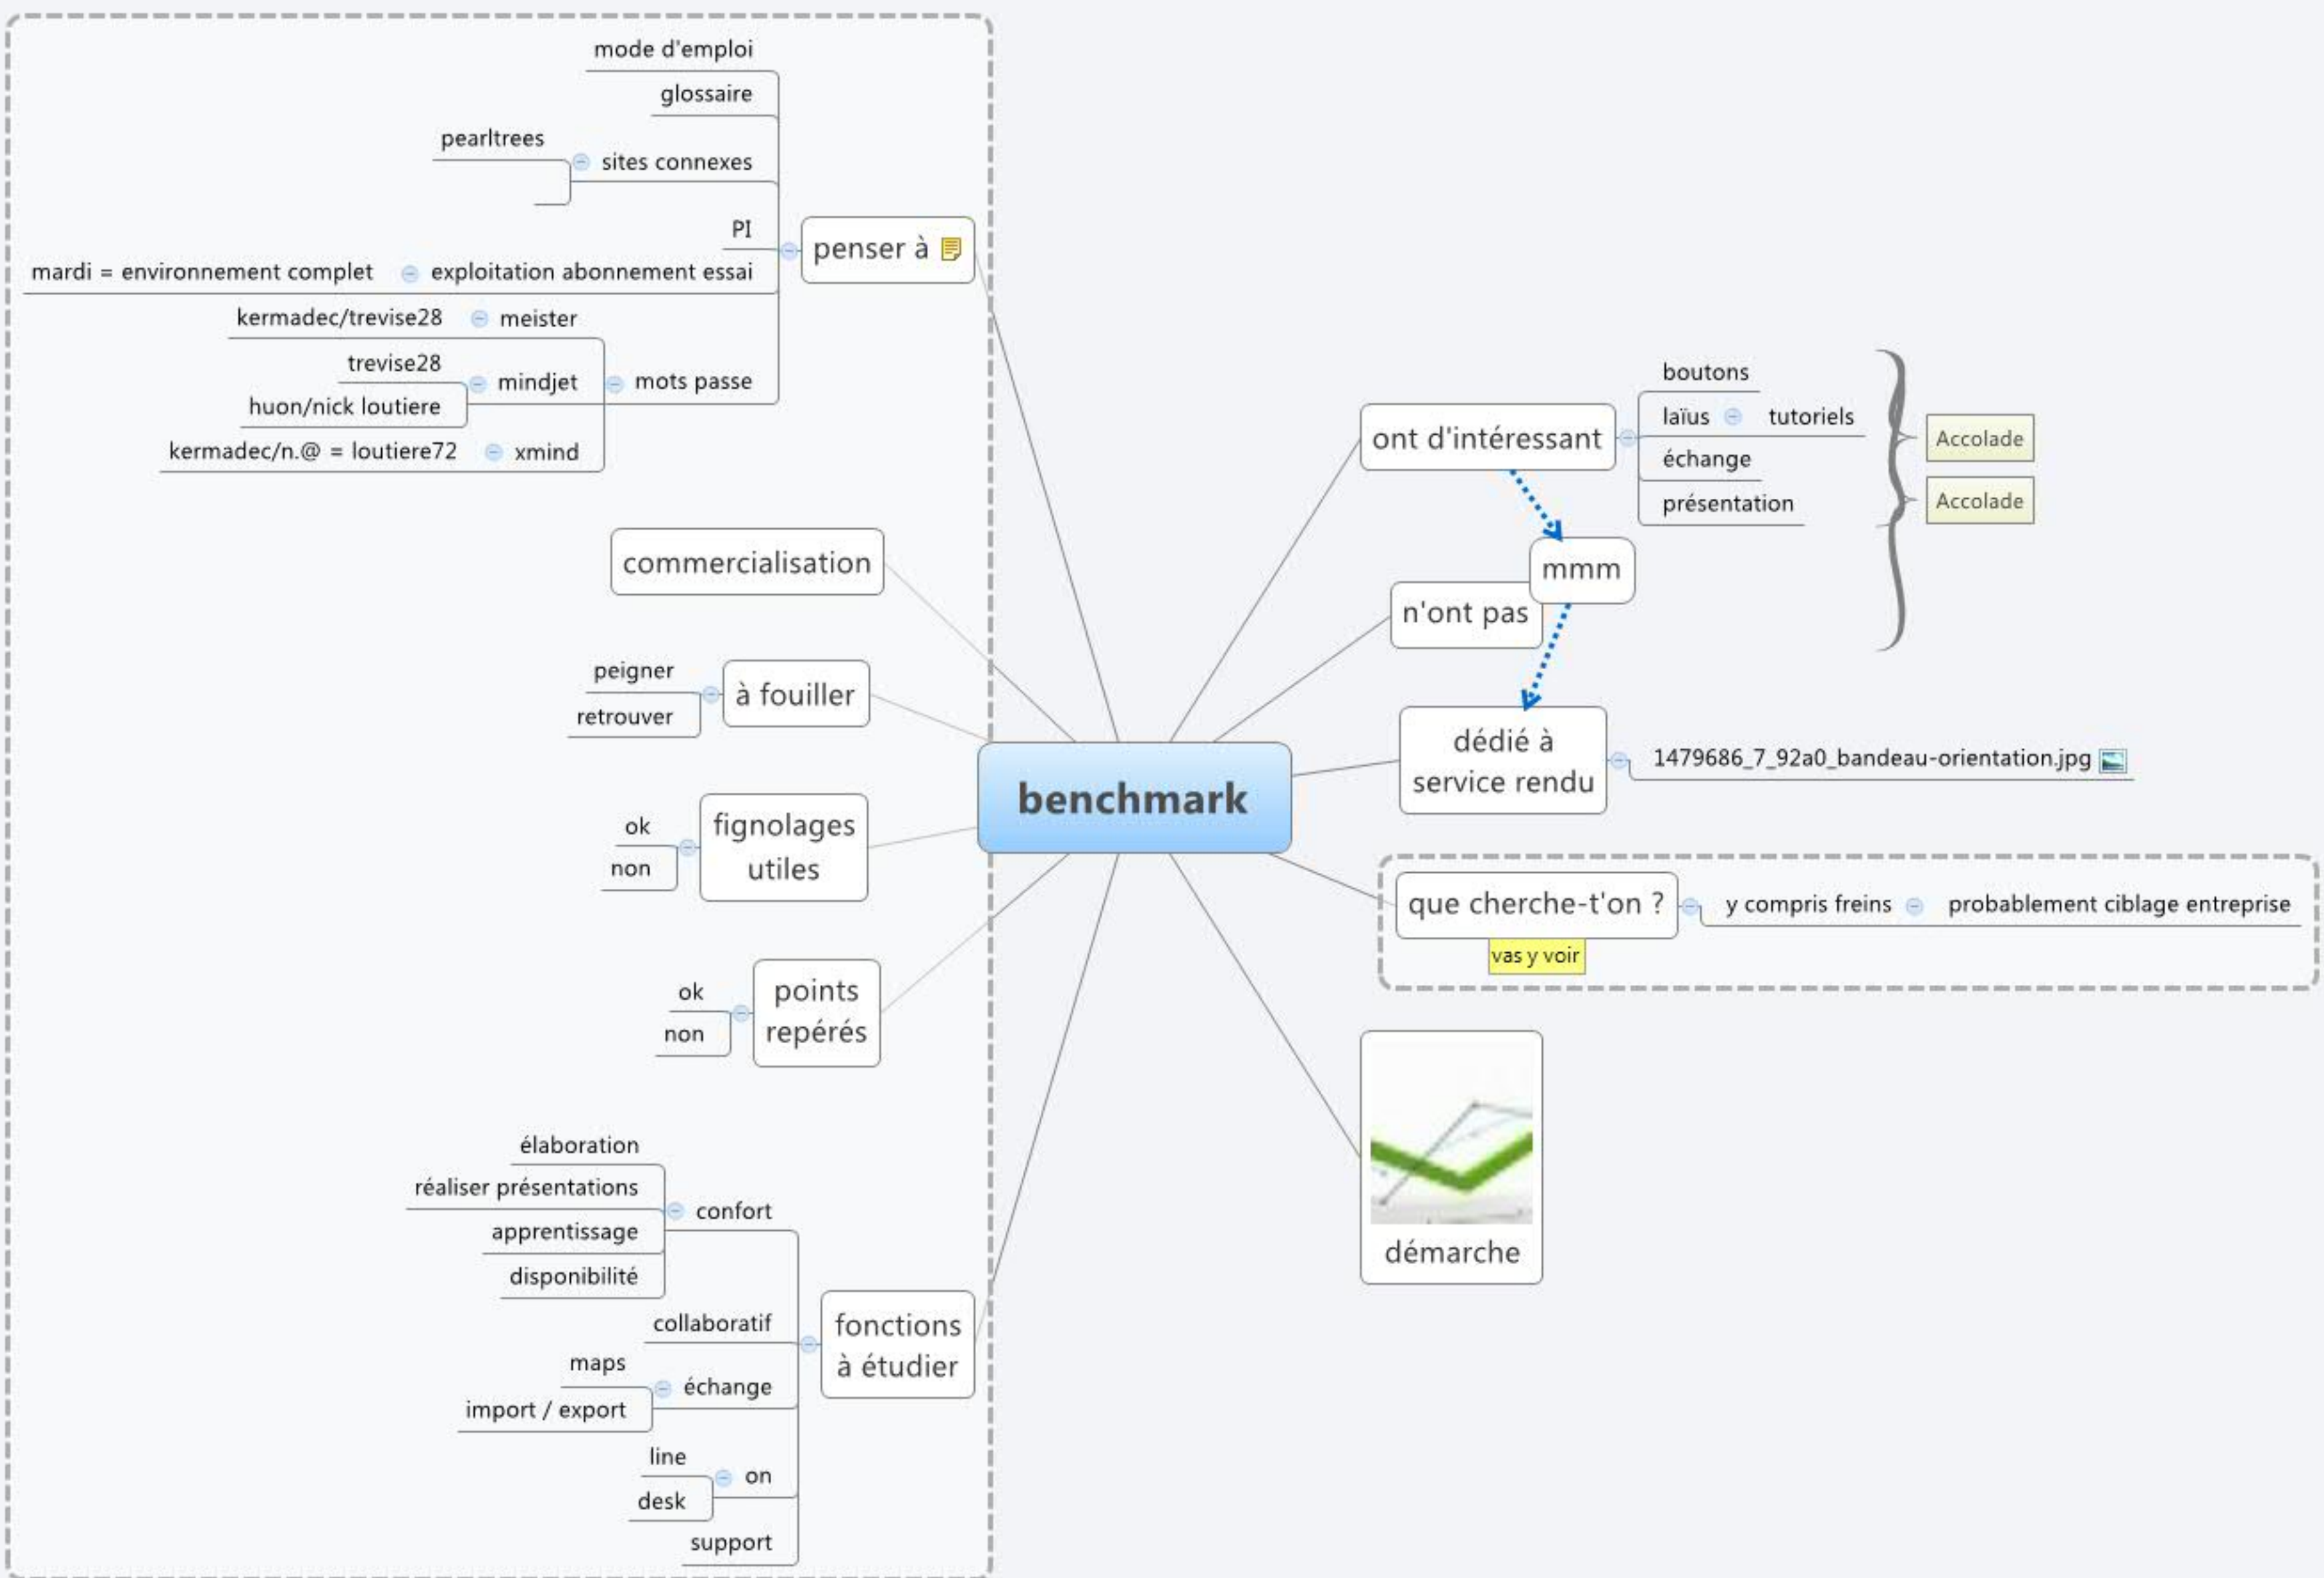 mode d'emploi
glossaire
pearltrees
sites connexes
PI
penser à
mardi = environnement complet
exploitation abonnement essai
kermadec/trevise28
meister
trevise28
mindjet
mots passe
huon/nick loutiere
kermadec/n.@ = loutiere72
xmind
commercialisation
peigner
à fouiller
retrouver
ok
fignolages
utiles
non
ok
points
repérés
non
élaboration
réaliser présentations
confort
apprentissage
disponibilité
collaboratif
fonctions
à étudier
maps
échange
import / export
line
on
desk
support
benchmark
ont d'intéressant
boutons
laïus
tutoriels
échange
présentation
Accolade
Accolade
mmm
n'ont pas
dédié à
service rendu
1479686_7_92a0_bandeau-orientation.jpg
que cherche-t'on ?
y compris freins
probablement ciblage entreprise
vas y voir
démarche